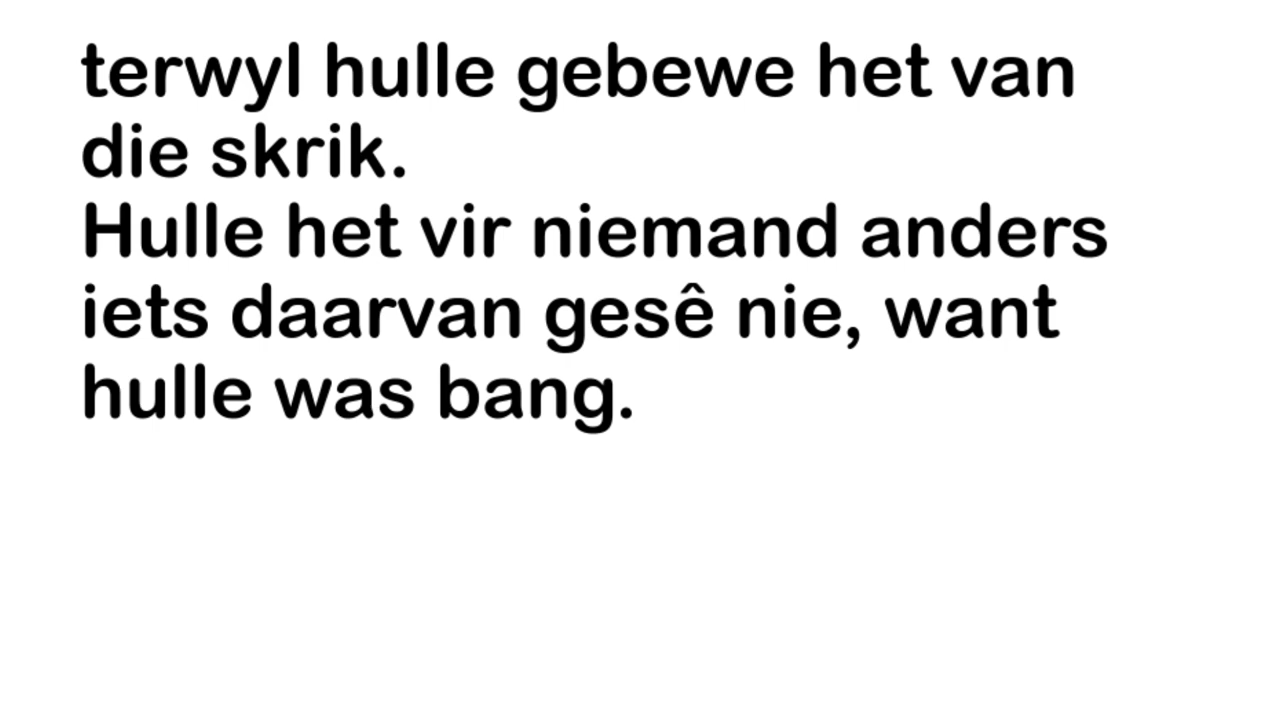 terwyl hulle gebewe het van
die skrik.
Hulle het vir niemand anders
iets daarvan gesê nie, want
hulle was bang.